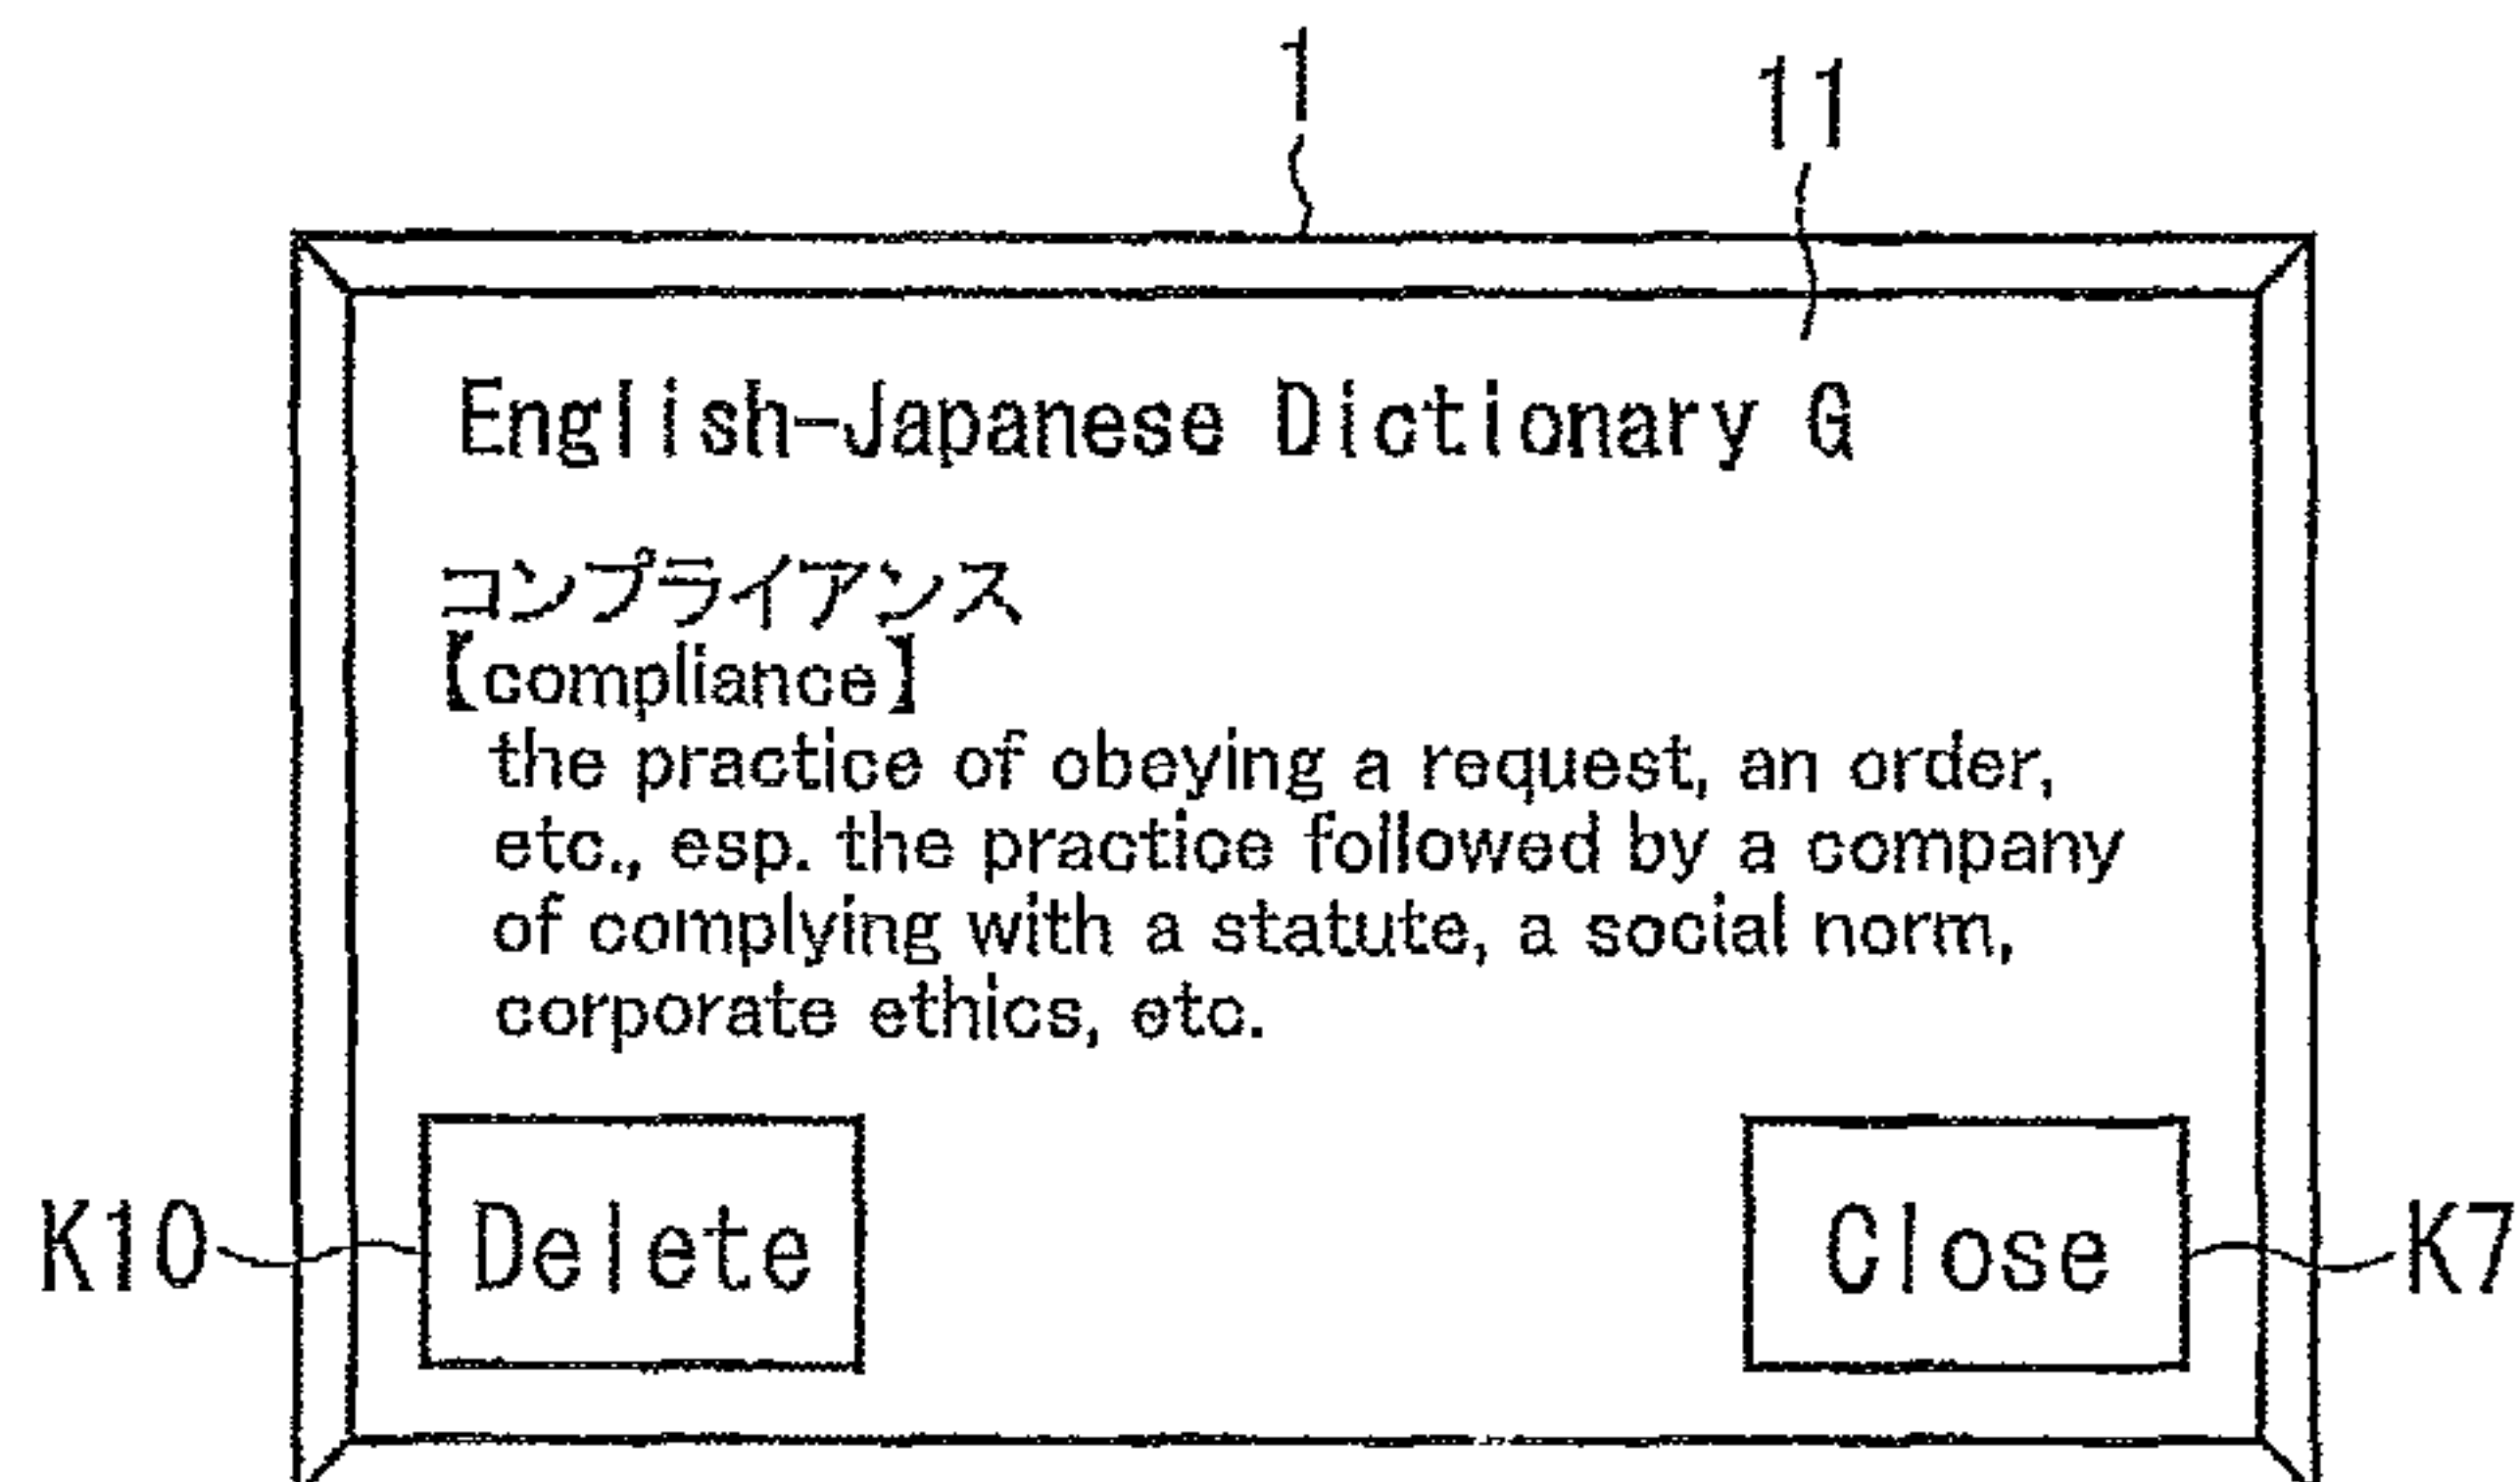 1
11
English-Japanese Dictionary G
コンプライアンス
【compliance】
the practice of obeying a request, an order,
etc., esp. the practice followed by a company
of complying with a statute, a social norm,
corporate ethics, etc.
K10 Delete Close K7